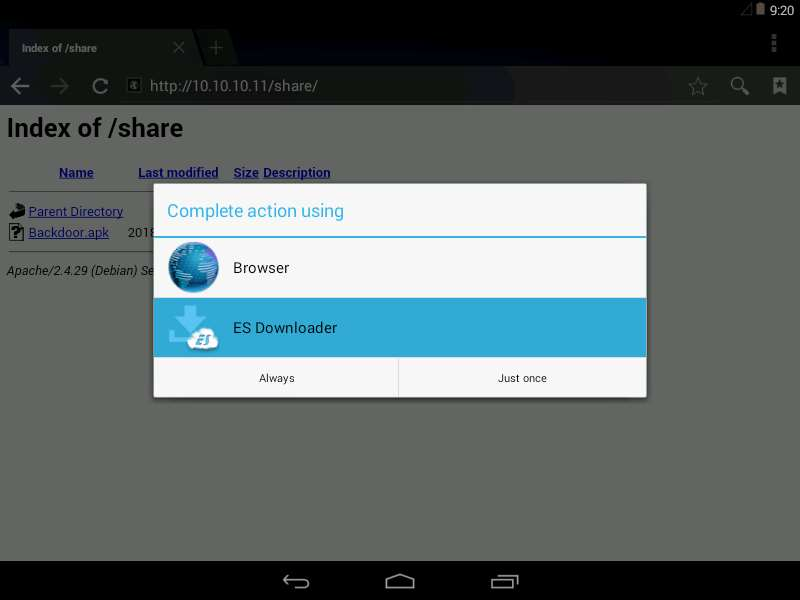 9:20
Index of /share
http://10.10.10.11/share/
Index of /share
Name Last modified Size Description
Parent Directory
Backdoor.apk 2018
Apache/2.4.29 (Debian) Se
Complete action using
Browser
ES
ES Downloader
Always Just once